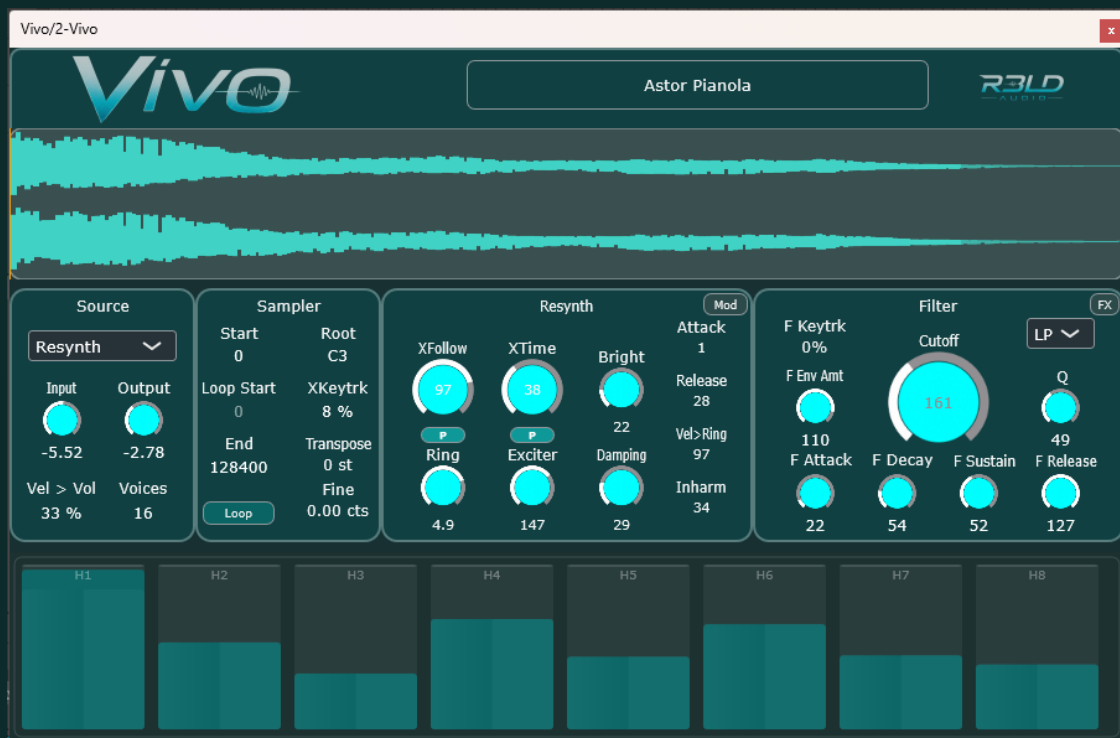 Vivo/2-Vivo
x
Vivo
Astor Pianola
R3LD
AUDIO
Source
Resynth
Input
Output
-5.52
-2.78
Vel > Vol
Voices
33 %
16
Sampler
Start
Root
0
C3
Loop Start
XKeytrk
0
8 %
End
Transpose
128400
0 st
Fine
Loop
0.00 cts
Resynth
Mod
XFollow
XTime
Bright
Attack
1
97
38
22
Release
28
P
P
Ring
Exciter
Damping
Vel>Ring
97
4.9
147
29
Inharm
34
Filter
FX
F Keytrk
0%
Cutoff
LP
F Env Amt
161
Q
110
49
F Attack
F Decay
F Sustain
F Release
22
54
52
127
H1
H2
H3
H4
H5
H6
H7
H8